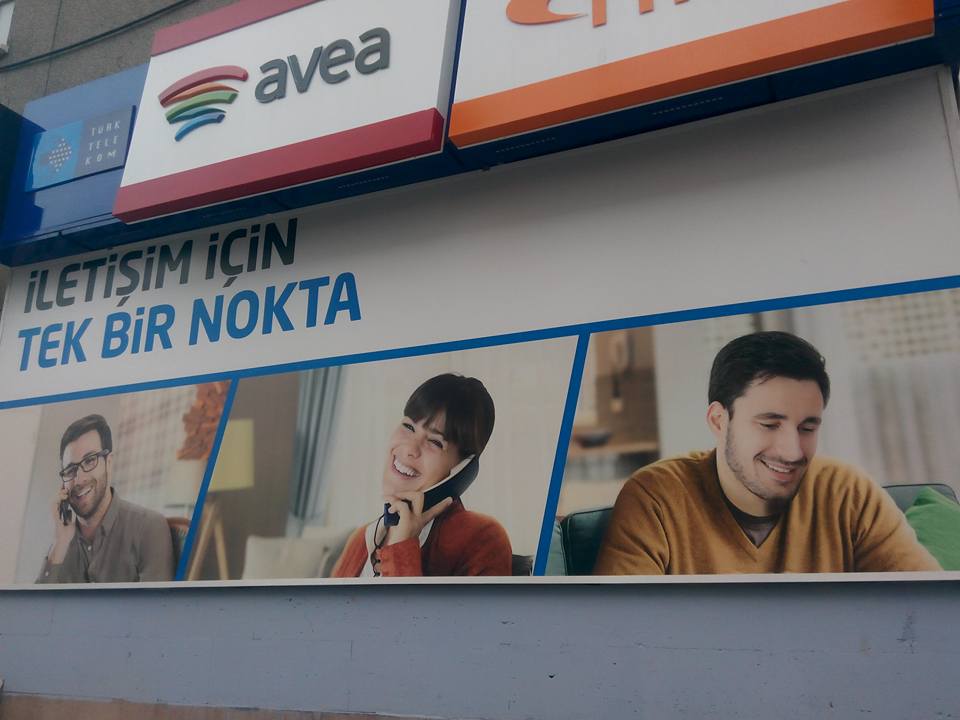 TÜRK
TELE
KOM
avea
İLETİŞİM İÇİN
TEK BİR NOKTA